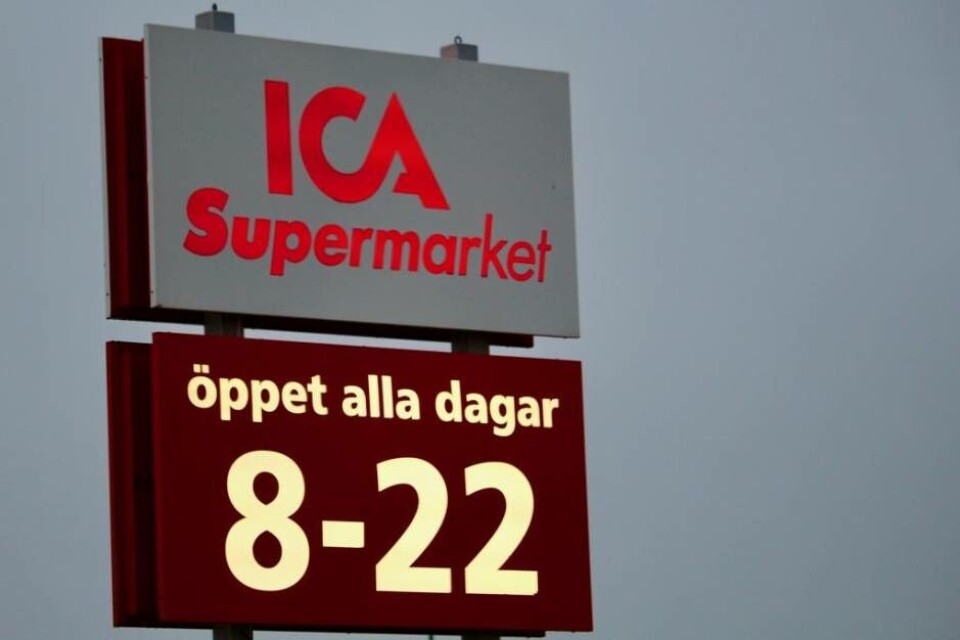 ICA
Supermarket
öppet alla dagar
8-22